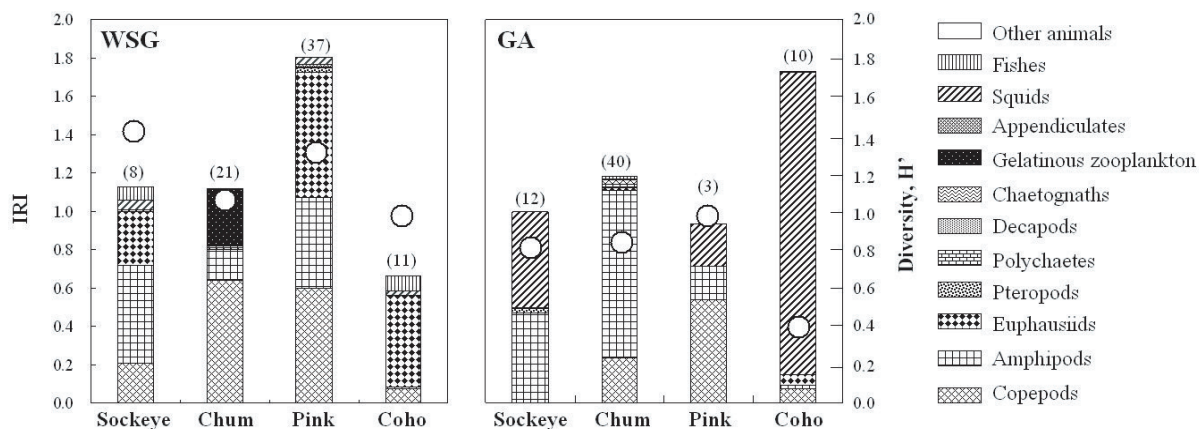 WSG
GA
IRI
2.0
1.8
1.6
1.4
1.2
1.0
0.8
0.6
0.4
0.2
0.0
(8)
(21)
(37)
(11)
Sockeye Chum Pink Coho
(12)
(40)
(3)
(10)
Sockeye Chum Pink Coho
2.0
1.8
1.6
1.4
1.2
1.0
0.8
0.6
0.4
0.2
0.0
Diversity, H'
Other animals
Fishes
Squids
Appendiculates
Gelatinous zooplankton
Chaetognaths
Decapods
Polychaetes
Pteropods
Euphausiids
Amphipods
Copepods